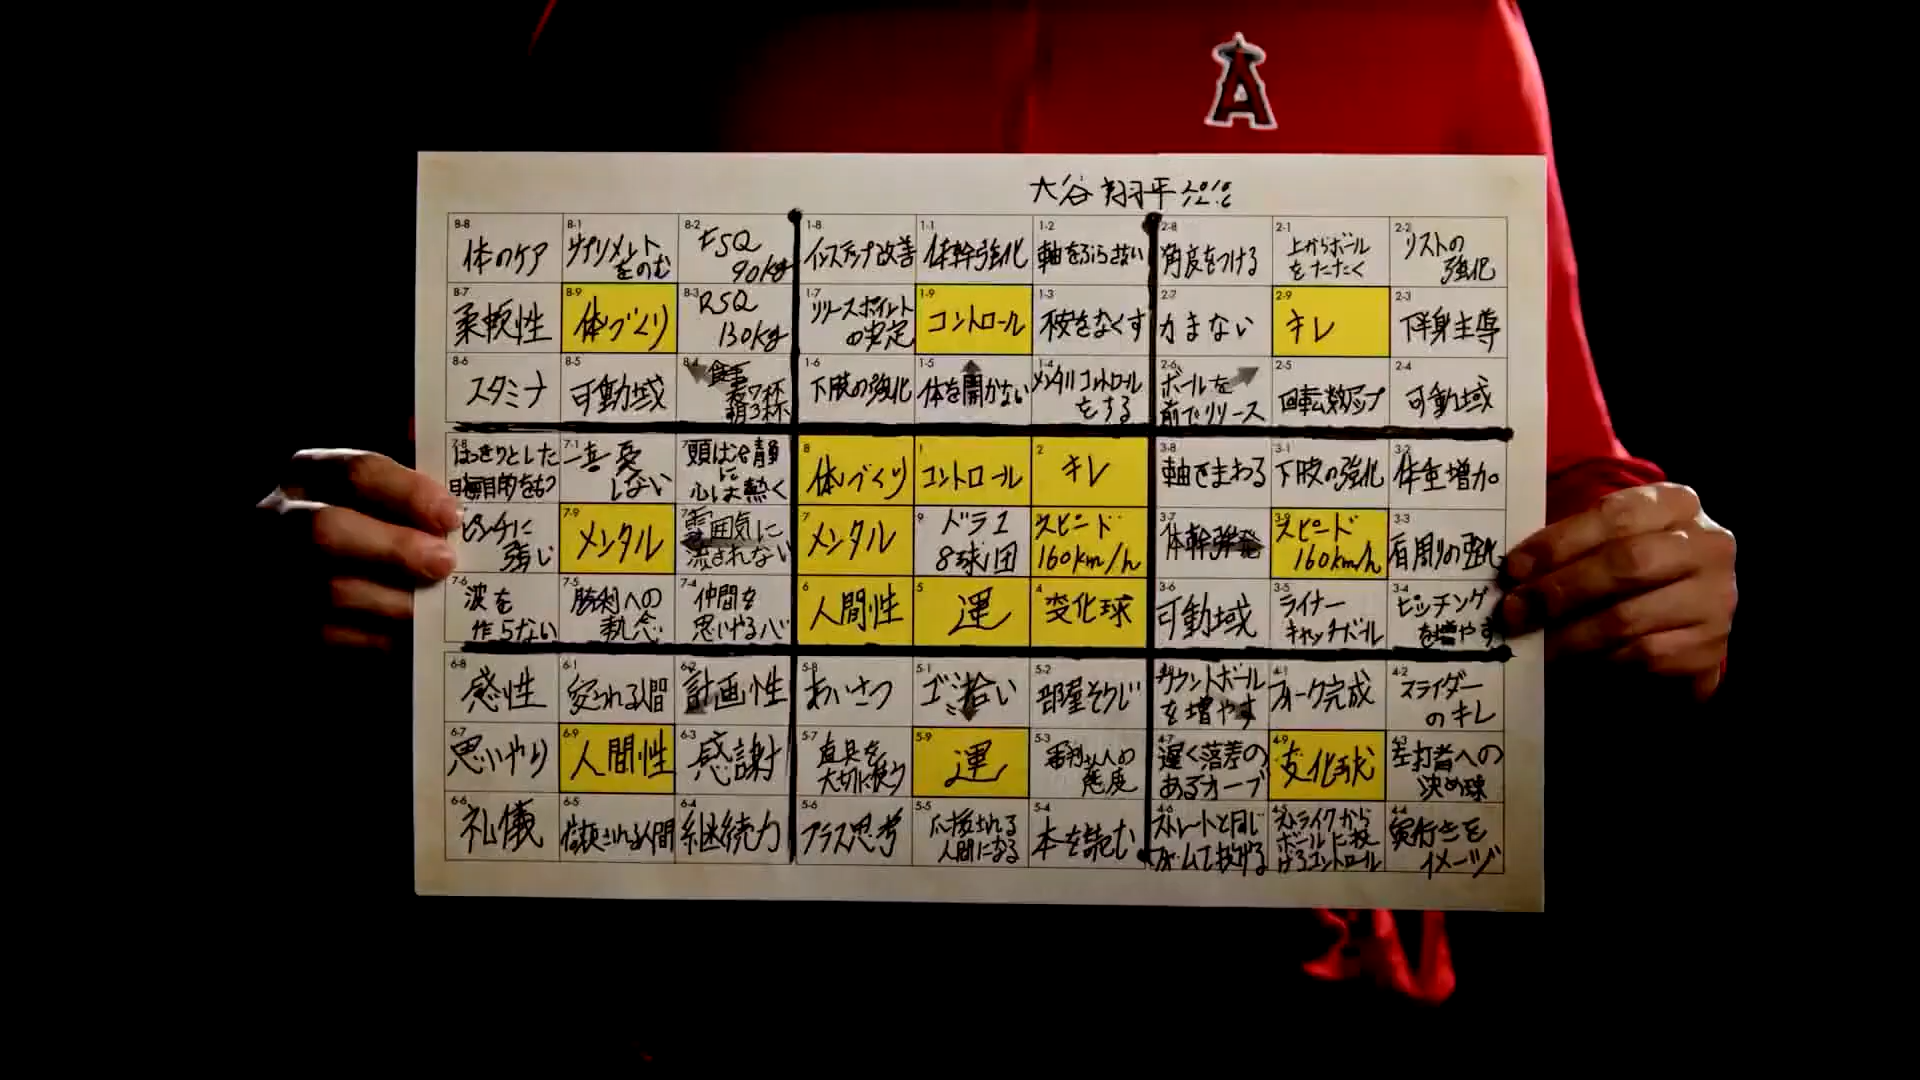 A
大谷 翔平
8-8 体のケア
8-1 サプリメント
をのむ
8-2 FSQ
90kg
1-8 インステップ改善
1-1 体幹強化
1-2 軸をぶらさない
2-8 角度をつける
2-1 上からボール
をたたく
2-2 リストの
強化
8-7 柔軟性
8-9 体づくり
8-3 RSQ
130kg
1-7 リリースポイント
の安定
1-9 コントロール
1-3 不安をなくす
2-7 力まない
2-9 キレ
2-3 下半身主導
8-6 スタミナ
8-5 可動域
8-4 食事
夜7杯
朝3杯
1-6 下肢の強化
1-5 体を開かない
1-4 メンタルコントロール
をする
2-6 ボールを
前でリリース
2-5 回転数アップ
2-4 可動域
7-8 はっきりとした
目的をもつ
7-1 一喜一憂
しない
頭は冷静
に
心は熱く
8 体づくり
1 コントロール
2 キレ
3-8 軸でまわる
3-1 下肢の強化
3-2 体重増加
ピンチに
強い
7-9 メンタル
雰囲気に
流されない
7 メンタル
9 ドラ1
8球団
スピード
160km/h
3-7 体幹強
3-9 スピード
160km/h
3-3 肩周りの強化
7-6 波を
作らない
7-5 勝利への
執念
7-4 仲間を
思いやる心
6 人間性
5 運
4 変化球
3-6 可動域
3-5 ライナー
キャッチボール
3-4 ピッチング
を増やす
6-8 感性
6-1 愛される人間
6-2 計画性
5-8 あいさつ
5-1 ゴミ拾い
5-2 部屋そうじ
カウントボール
を増やす
4-1 フォーク完成
4-2 スライダー
のキレ
6-7 思いやり
6-9 人間性
6-3 感謝
5-7 道具を
大切に使う
5-9 運
5-3 審判さんへの
態度
4-7 遅く落差の
あるカーブ
4-9 変化球
4-3 左打者への
決め球
6-6 礼儀
6-5 信頼される人間
6-4 継続力
5-6 プラス思考
5-5 応援される
人間になる
5-4 本を読む
4-6 ストレートと同じ
フォームで投げる
4-5 ストライクから
ボールに投
げるコントロール
4-4 奥行きを
イメージ